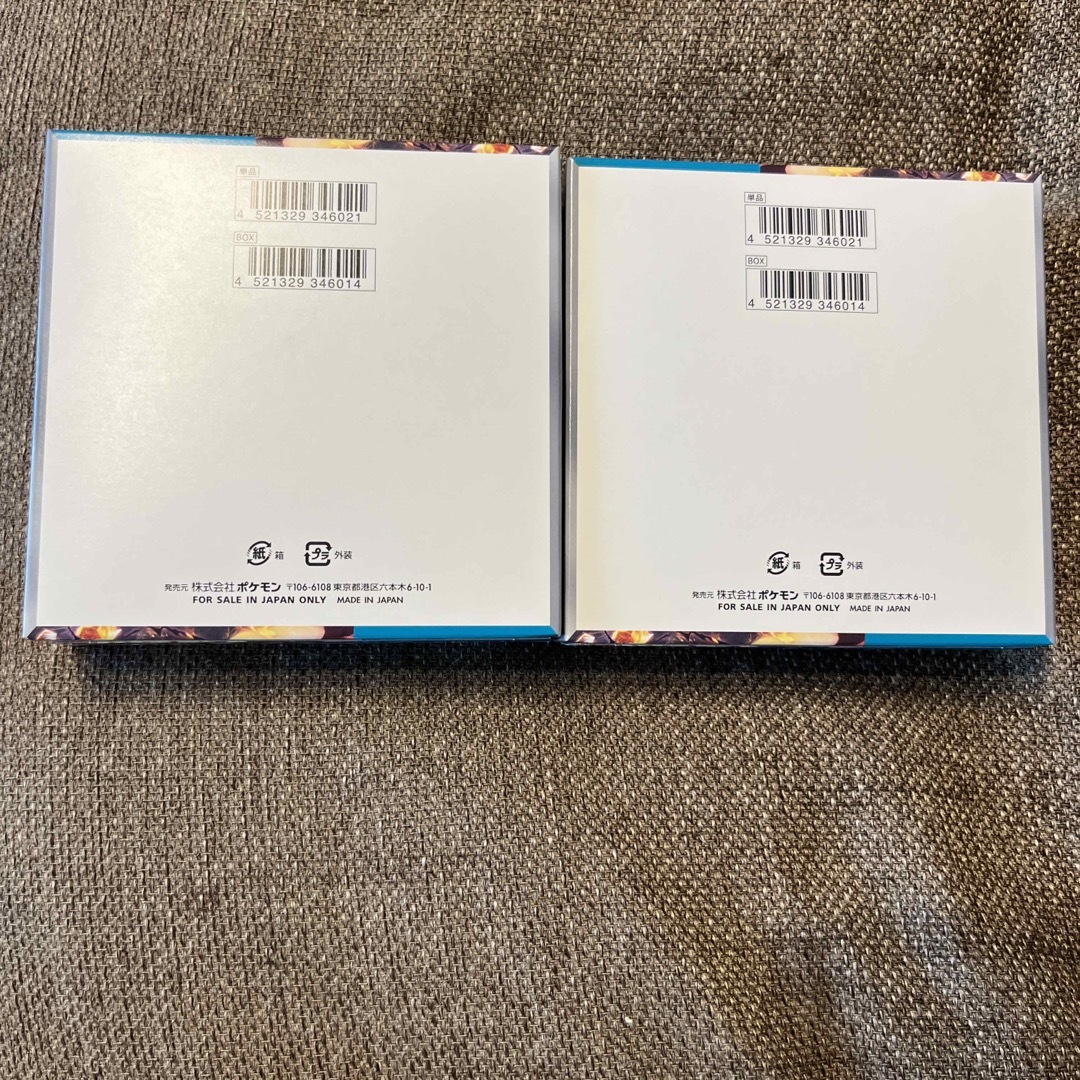 単品
4 521329 346021
BOX
4 521329 346014
紙 箱 プラ 外装
発売元 株式会社ポケモン 〒106-6108 東京都港区六本木6-10-1
FOR SALE IN JAPAN ONLY MADE IN JAPAN
単品
4 521329 346021
BOX
4 521329 346014
紙 箱 プラ 外装
発売元 株式会社ポケモン 〒106-6108 東京都港区六本木6-10-1
FOR SALE IN JAPAN ONLY MADE IN JAPAN